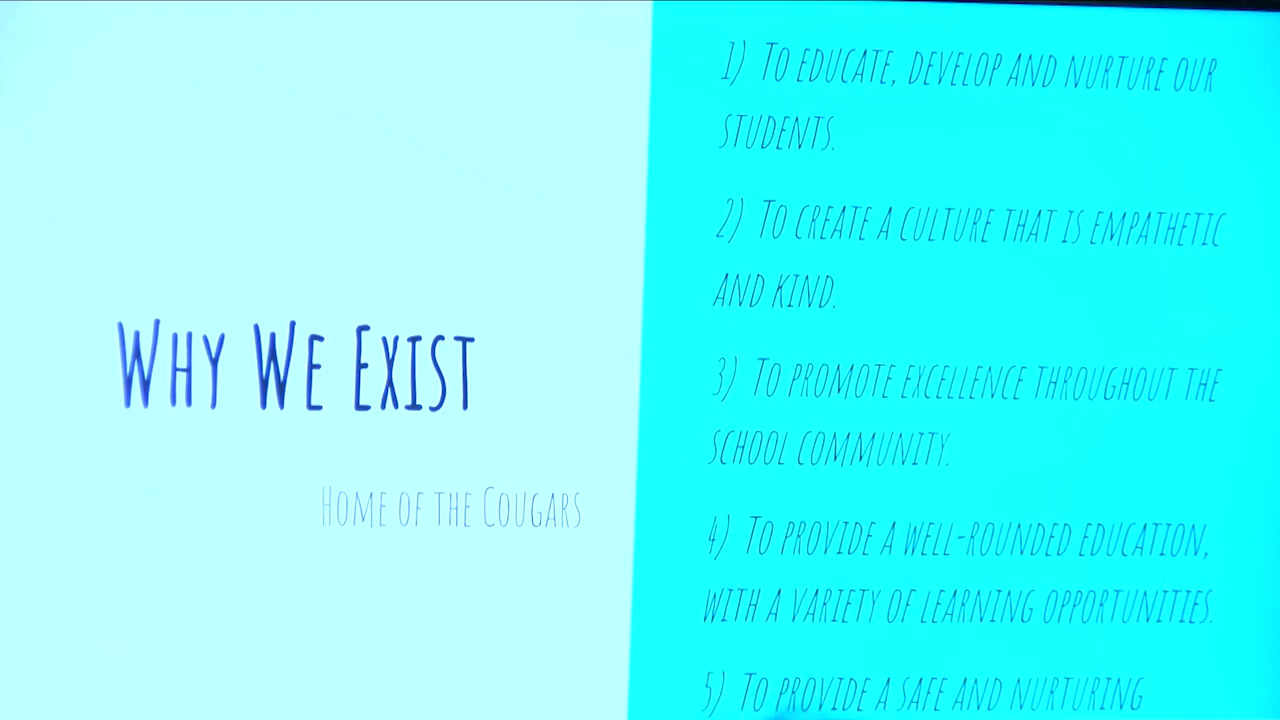 Why We Exist
Home of the Cougars
1) To educate, develop and nurture our
students.
2) To create a culture that is empathetic
and kind.
3) To promote excellence throughout the
school community.
4) To provide a well-rounded education,
with a variety of learning opportunities.
5) To provide a safe and nurturing